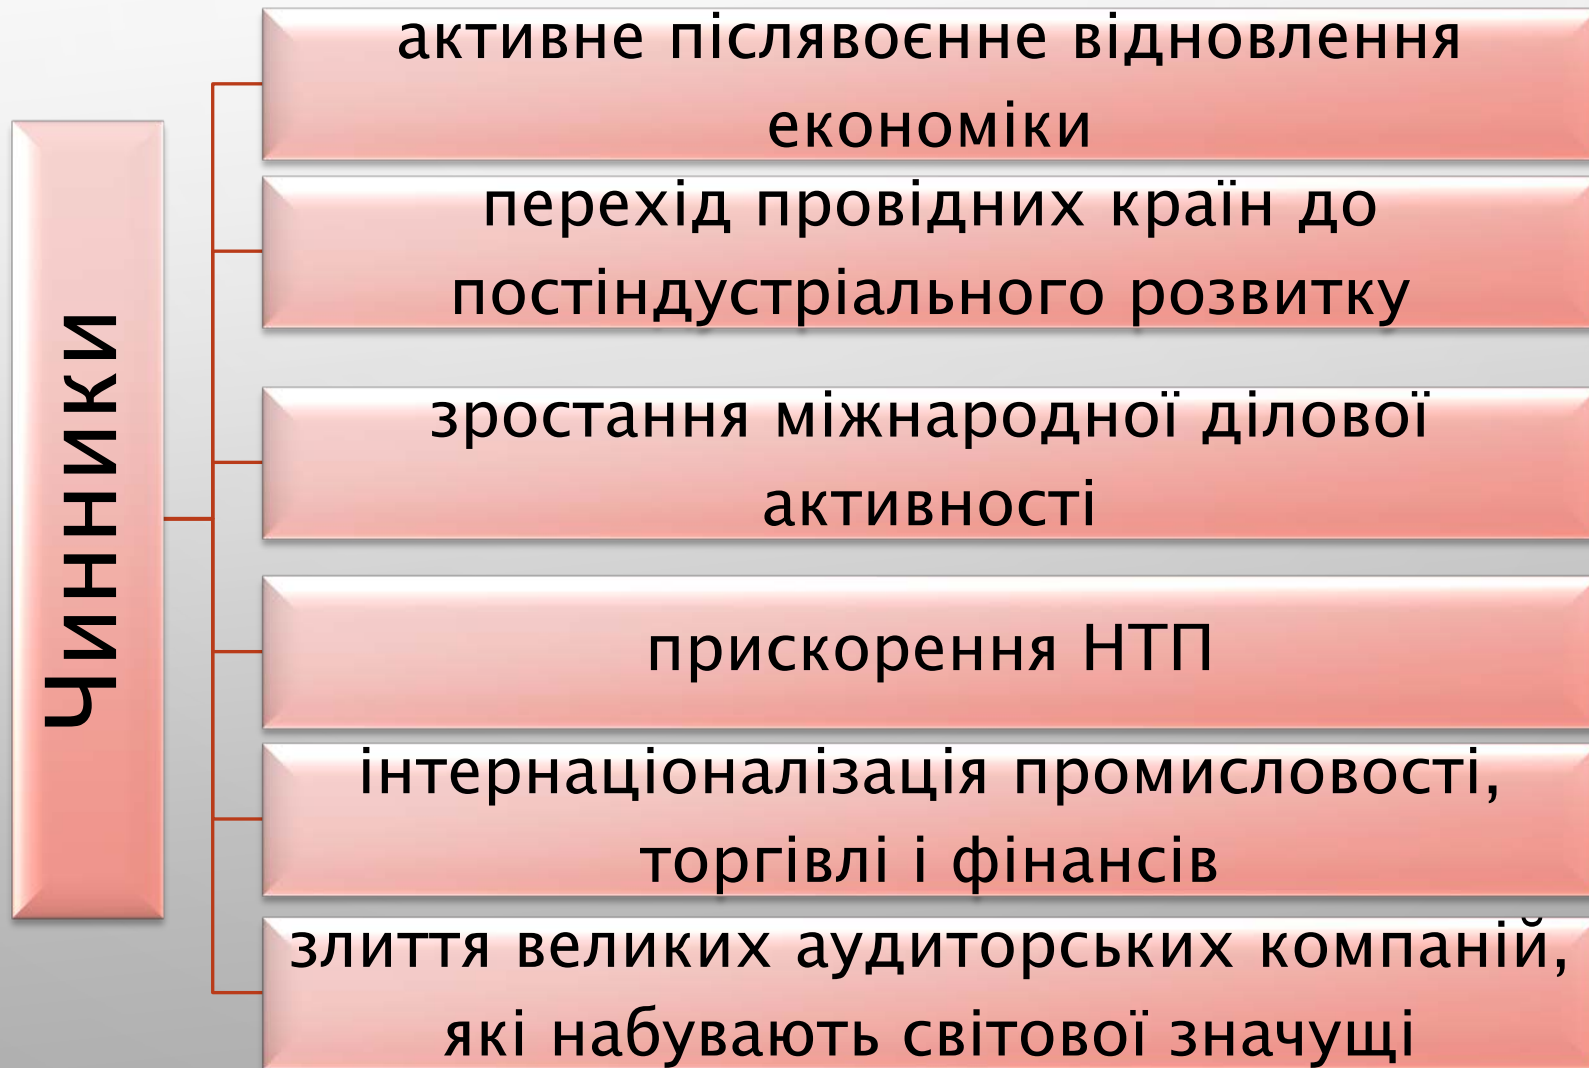 Чинники
активне післявоєнне відновлення
економіки
перехід провідних країн до
постіндустріального розвитку
зростання міжнародної ділової
активності
прискорення НТП
інтернаціоналізація промисловості,
торгівлі і фінансів
злиття великих аудиторських компаній,
які набувають світової значущі